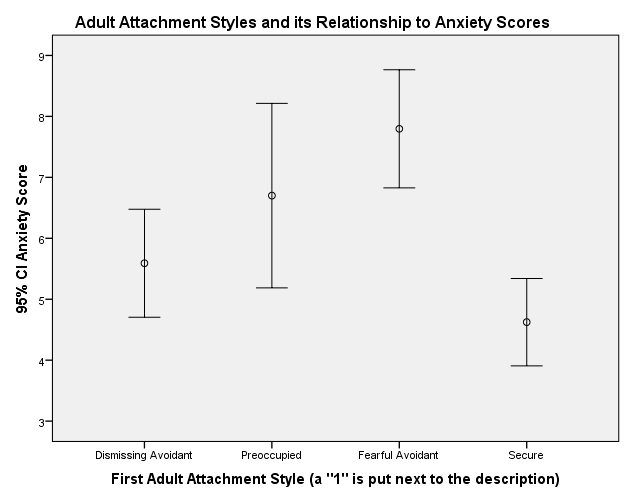 Adult Attachment Styles and its Relationship to Anxiety Scores
95% CI Anxiety Score
9
8
7
6
5
4
3
Dismissing Avoidant
Preoccupied
Fearful Avoidant
Secure
First Adult Attachment Style (a "1" is put next to the description)